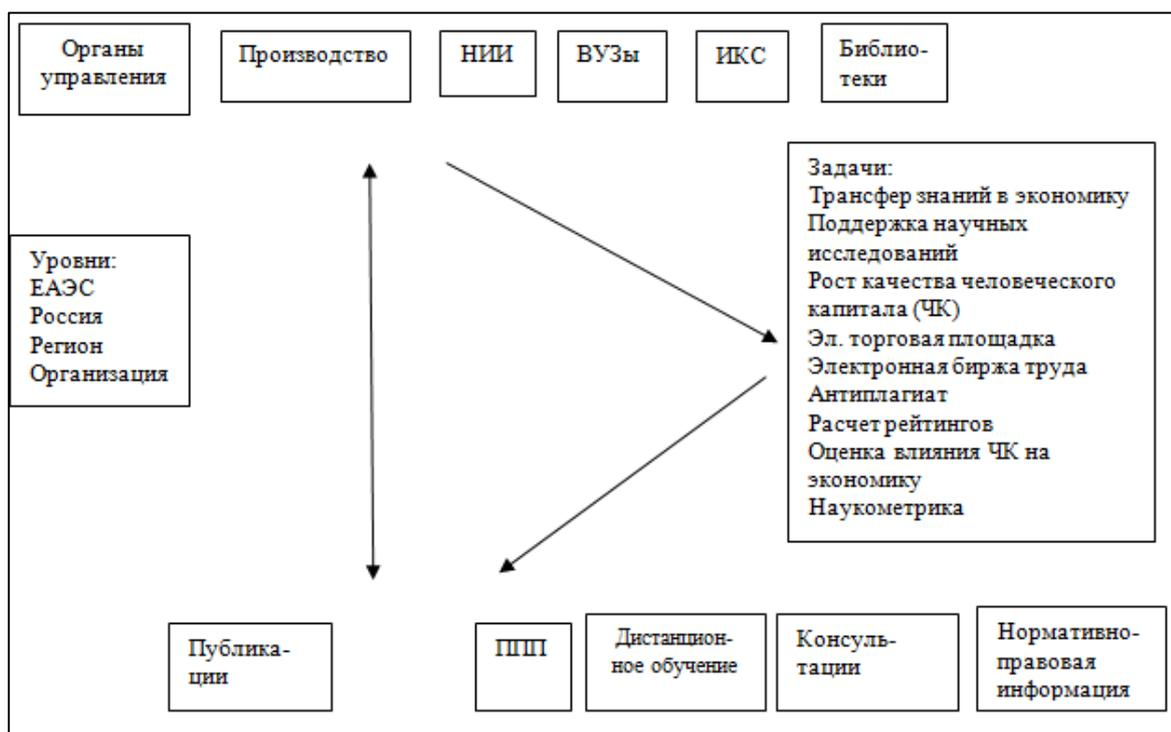 Органы
управления
Производство
НИИ
ВУЗы
ИКС
Библио-
теки
Задачи:
Трансфер знаний в экономику
Поддержка научных
исследований
Рост качества человеческого
капитала (ЧК)
Эл. торговая площадка
Электронная биржа труда
Антиплагиат
Расчет рейтингов
Оценка влияния ЧК на
экономику
Наукометрика
Уровни:
ЕАЭС
Россия
Регион
Организация
Публика-
ции
ППП
Дистанцион-
ное обучение
Консуль-
тации
Нормативно-
правовая
информация